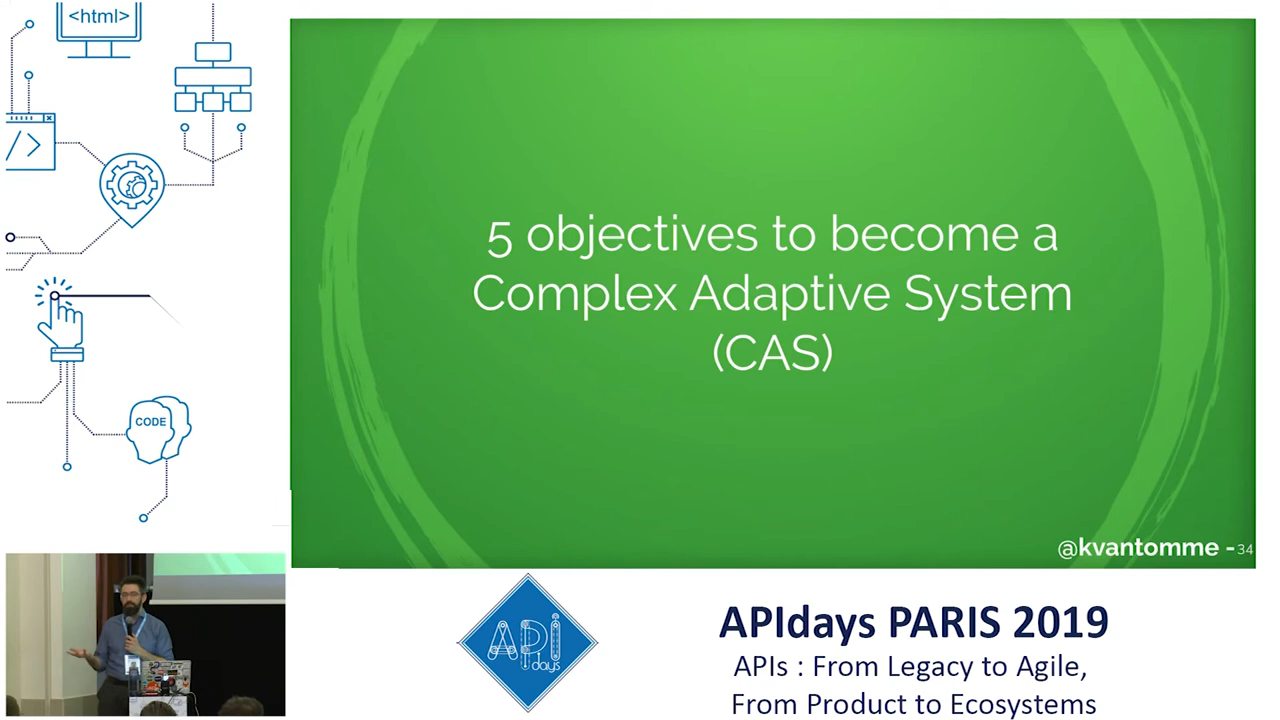 <html>
/>
CODE
5 objectives to become a
Complex Adaptive System
(CAS)
@kvantomme - 34
API
days
APIdays PARIS 2019
APIs : From Legacy to Agile,
From Product to Ecosystems